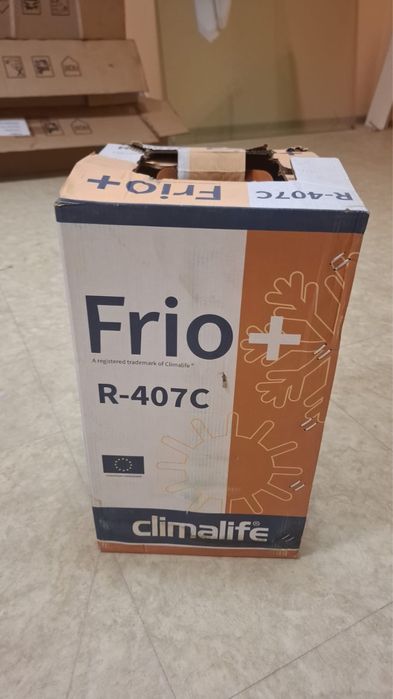 Frio+
R-407C
Frio+
A registered trademark of Climalife®
R-407C
climalife®